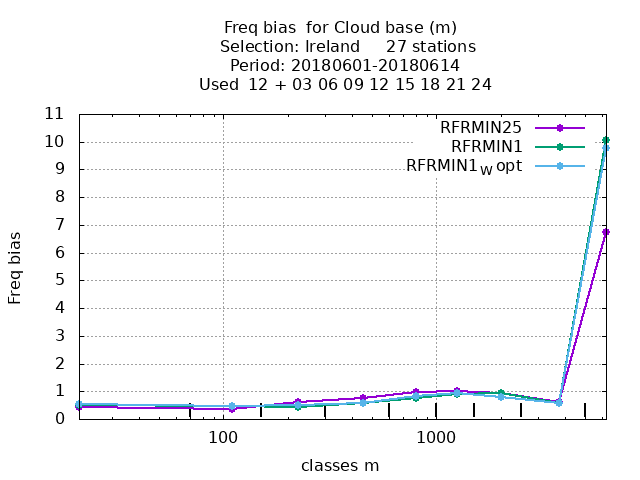 Freq bias  for Cloud base (m)
Selection: Ireland     27 stations
Period: 20180601-20180614
Used  12 + 03 06 09 12 15 18 21 24
11
10
9
8
7
6
5
4
3
2
1
0
Freq bias
RFRMIN25
RFRMIN1
RFRMIN1W opt
100
1000
classes m